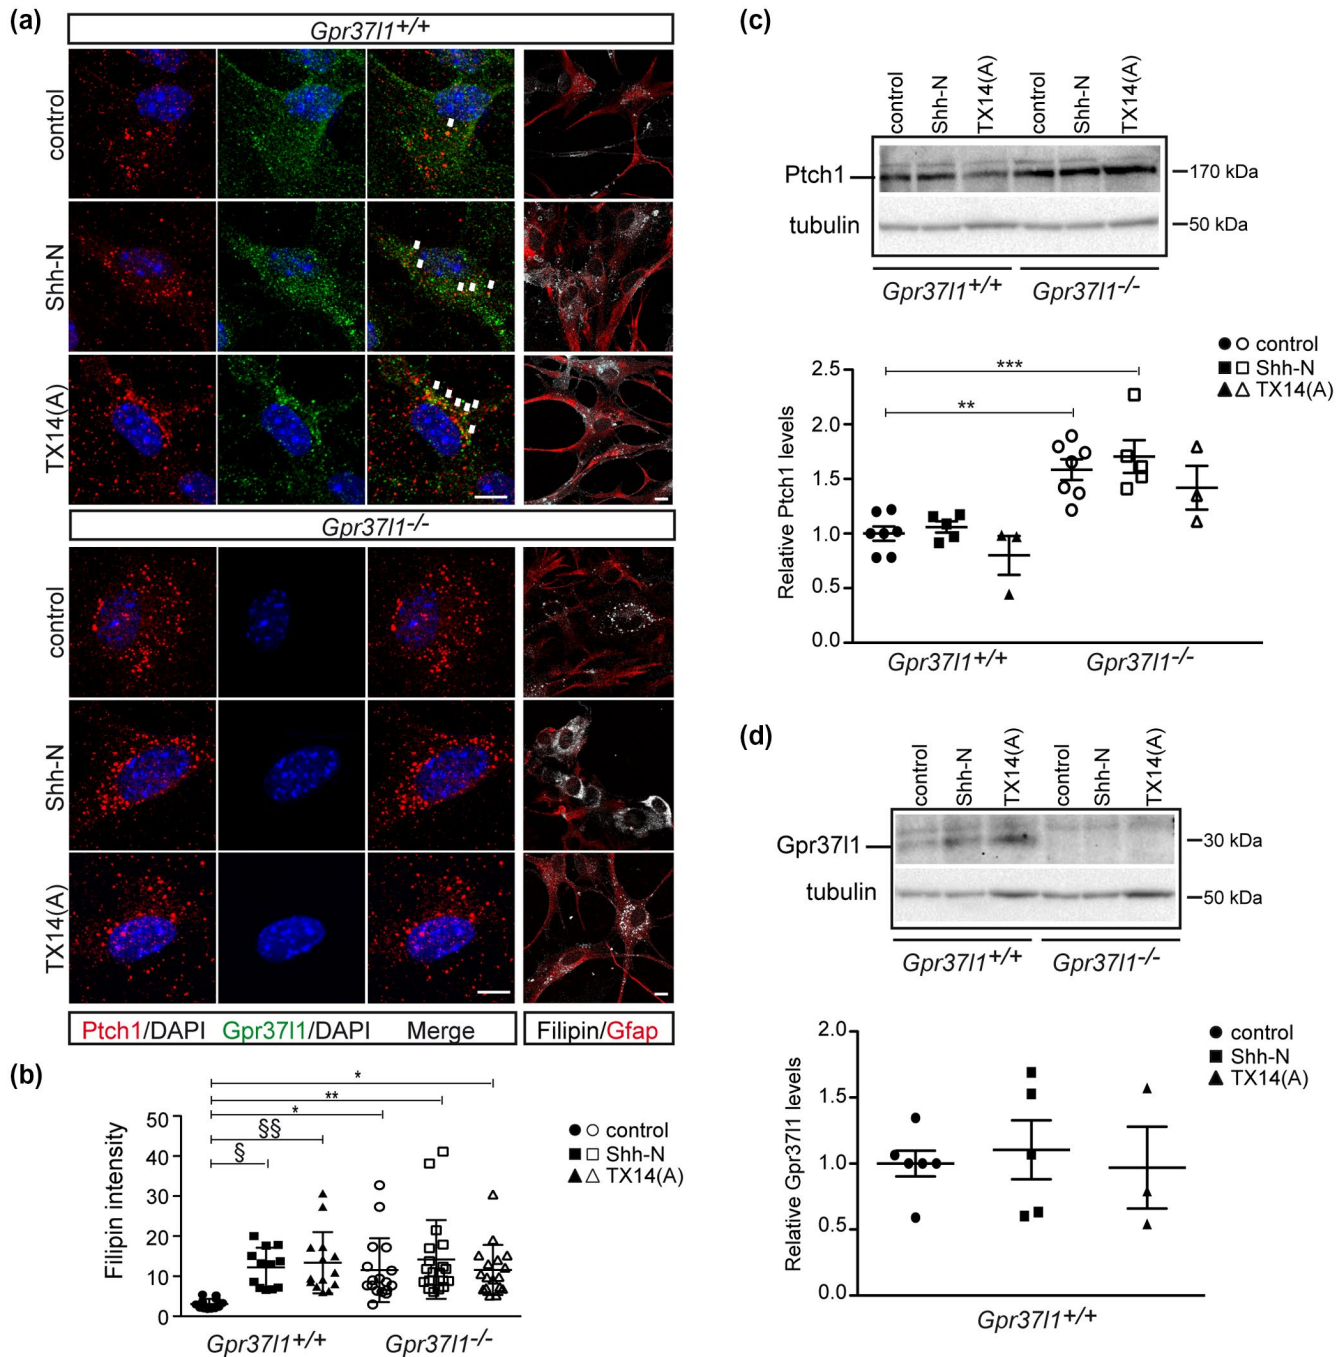 (a)
Gpr37l1+/+
control
Shh-N
TX14(A)
Gpr37l1-/-
control
Shh-N
TX14(A)
Ptch1/DAPI Gpr37l1/DAPI Merge Filipin/Gfap
(b)
*
**
*
§§
§
50
40
30
20
10
0
Filipin intensity
control
Shh-N
TX14(A)
Gpr37l1+/+ Gpr37l1-/-
(c)
control Shh-N TX14(A) control Shh-N TX14(A)
Ptch1 170 kDa
tubulin 50 kDa
Gpr37l1+/+ Gpr37l1-/-
control
Shh-N
TX14(A)
***
**
2.5
2.0
1.5
1.0
0.5
0.0
Relative Ptch1 levels
Gpr37l1+/+ Gpr37l1-/-
(d)
control Shh-N TX14(A) control Shh-N TX14(A)
Gpr37l1 30 kDa
tubulin 50 kDa
Gpr37l1+/+ Gpr37l1-/-
control
Shh-N
TX14(A)
2.0
1.5
1.0
0.5
0.0
Relative Gpr37l1 levels
Gpr37l1+/+